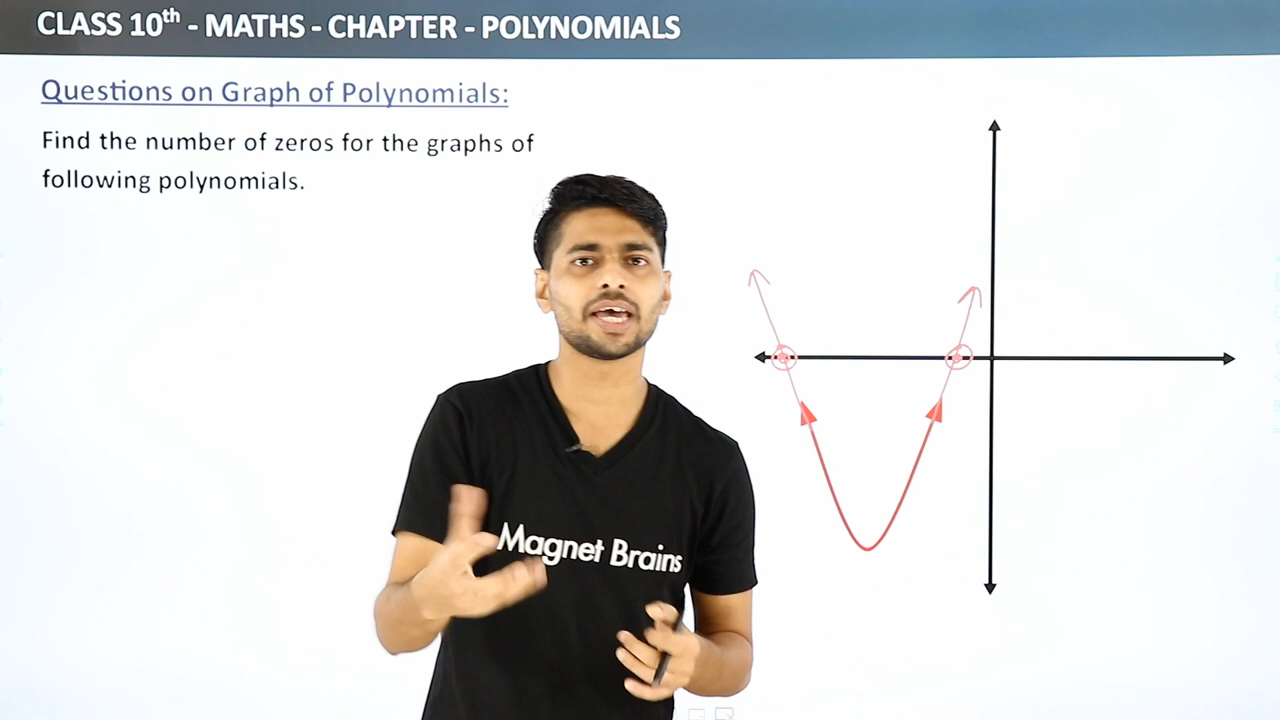 CLASS 10th - MATHS - CHAPTER - POLYNOMIALS
Questions on Graph of Polynomials:
Find the number of zeros for the graphs of
following polynomials.
Magnet Brains